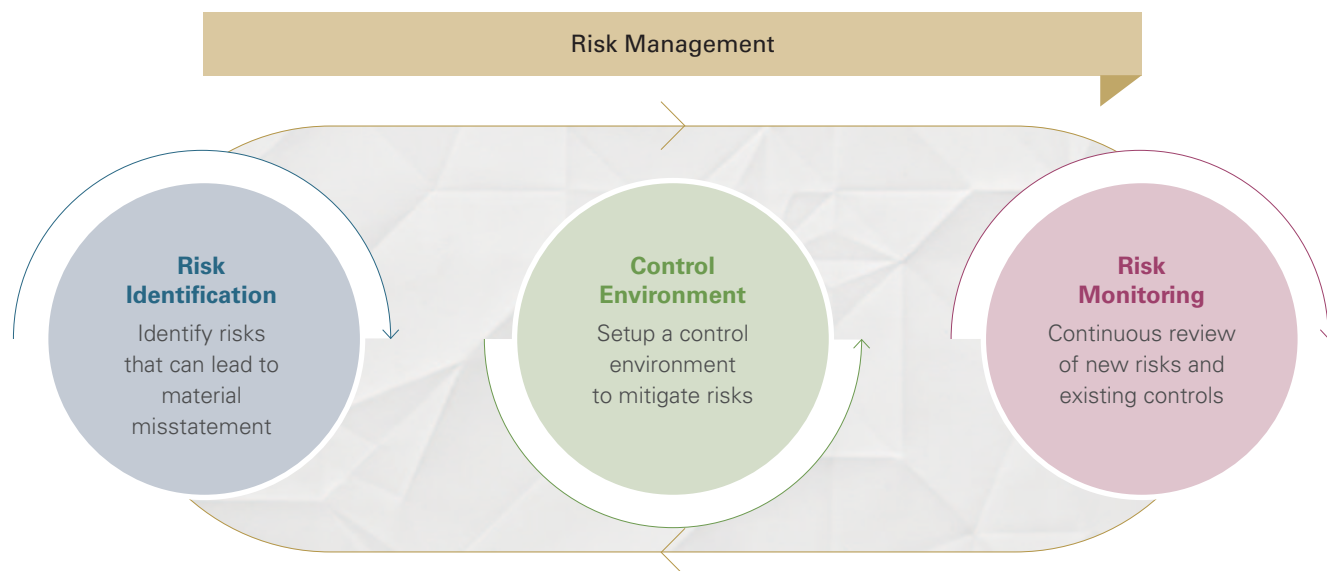 Risk Management
Risk
Identification
Identify risks
that can lead to
material
misstatement
Control
Environment
Setup a control
environment
to mitigate risks
Risk
Monitoring
Continuous review
of new risks and
existing controls